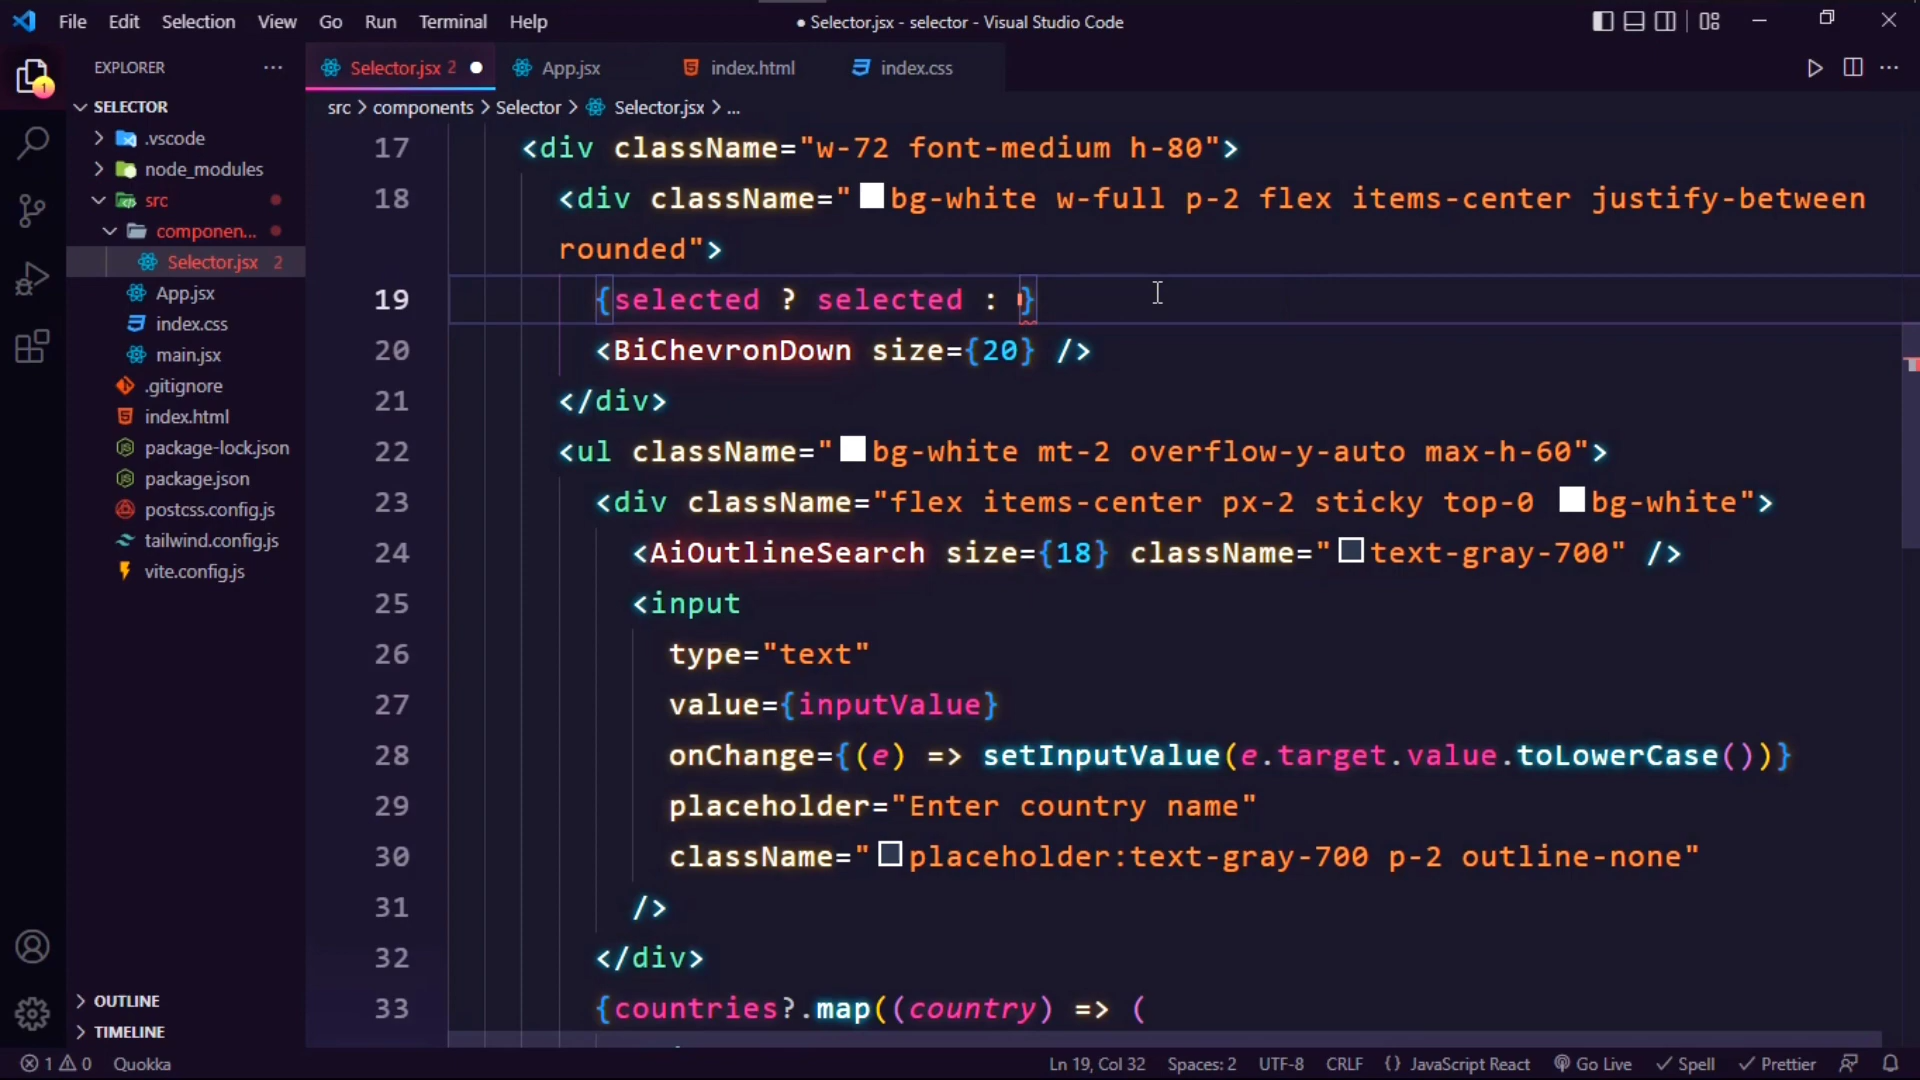 File Edit Selection View Go Run Terminal Help
● Selector.jsx - selector - Visual Studio Code
EXPLORER ···
SELECTOR
.vscode
node_modules
src
componen...
Selector.jsx 2
App.jsx
index.css
main.jsx
.gitignore
index.html
package-lock.json
package.json
postcss.config.js
tailwind.config.js
vite.config.js
OUTLINE
TIMELINE
Selector.jsx 2 ● App.jsx index.html index.css
src > components > Selector > Selector.jsx > ...
17 <div className="w-72 font-medium h-80">
18 <div className="bg-white w-full p-2 flex items-center justify-between
rounded">
19 {selected ? selected : }
20 <BiChevronDown size={20} />
21 </div>
22 <ul className="bg-white mt-2 overflow-y-auto max-h-60">
23 <div className="flex items-center px-2 sticky top-0 bg-white">
24 <AiOutlineSearch size={18} className="text-gray-700" />
25 <input
26 type="text"
27 value={inputValue}
28 onChange={(e) => setInputValue(e.target.value.toLowerCase())}
29 placeholder="Enter country name"
30 className="placeholder:text-gray-700 p-2 outline-none"
31 />
32 </div>
33 {countries?.map((country) => (
1 0 Quokka Ln 19, Col 32 Spaces: 2 UTF-8 CRLF {} JavaScript React Go Live Spell Prettier